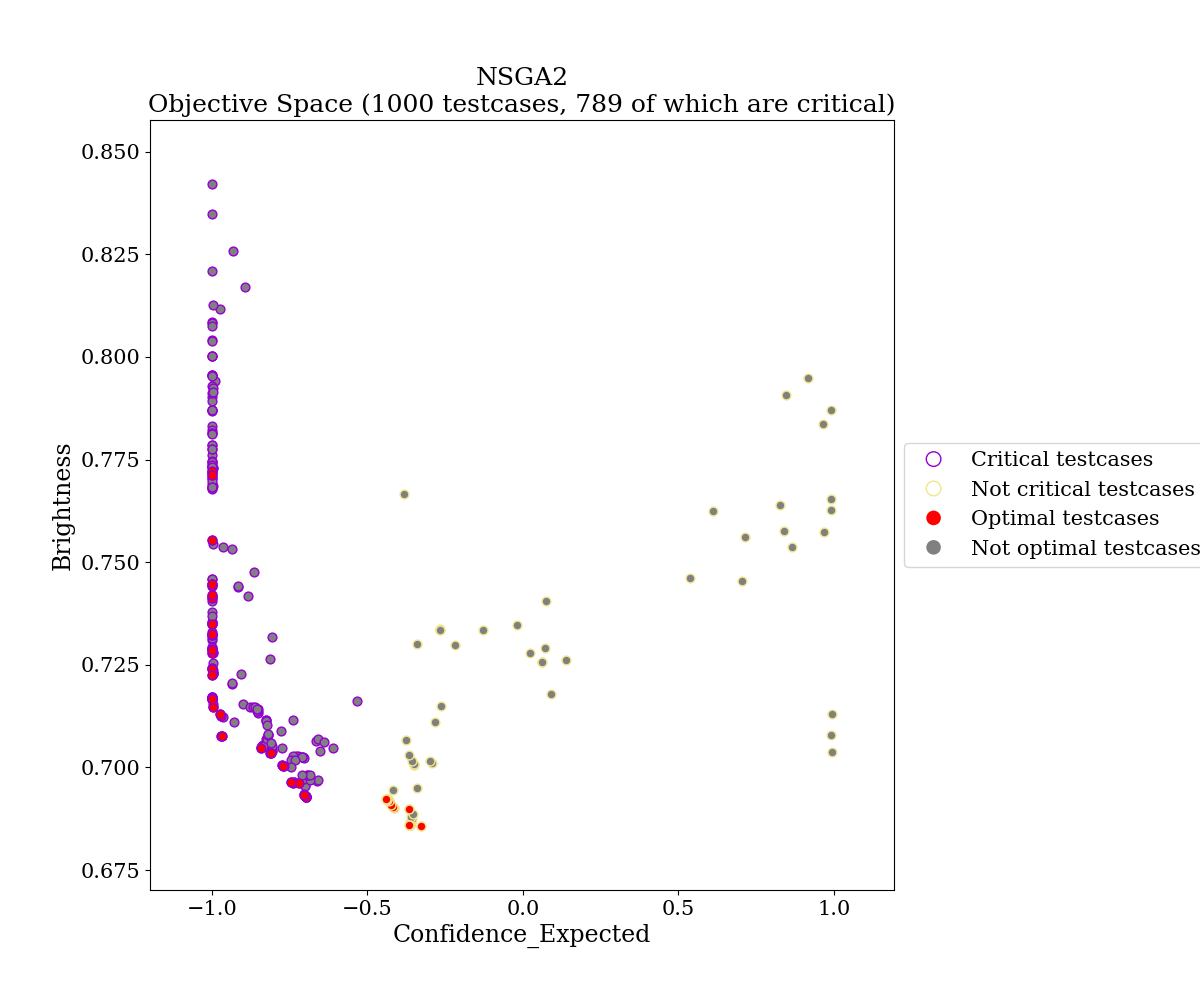 NSGA2
Objective Space (1000 testcases, 789 of which are critical)
0.850
0.825
0.800
0.775
0.750
0.725
0.700
0.675
Brightness
−1.0
−0.5
0.0
0.5
1.0
Confidence_Expected
Critical testcases
Not critical testcases
Optimal testcases
Not optimal testcases